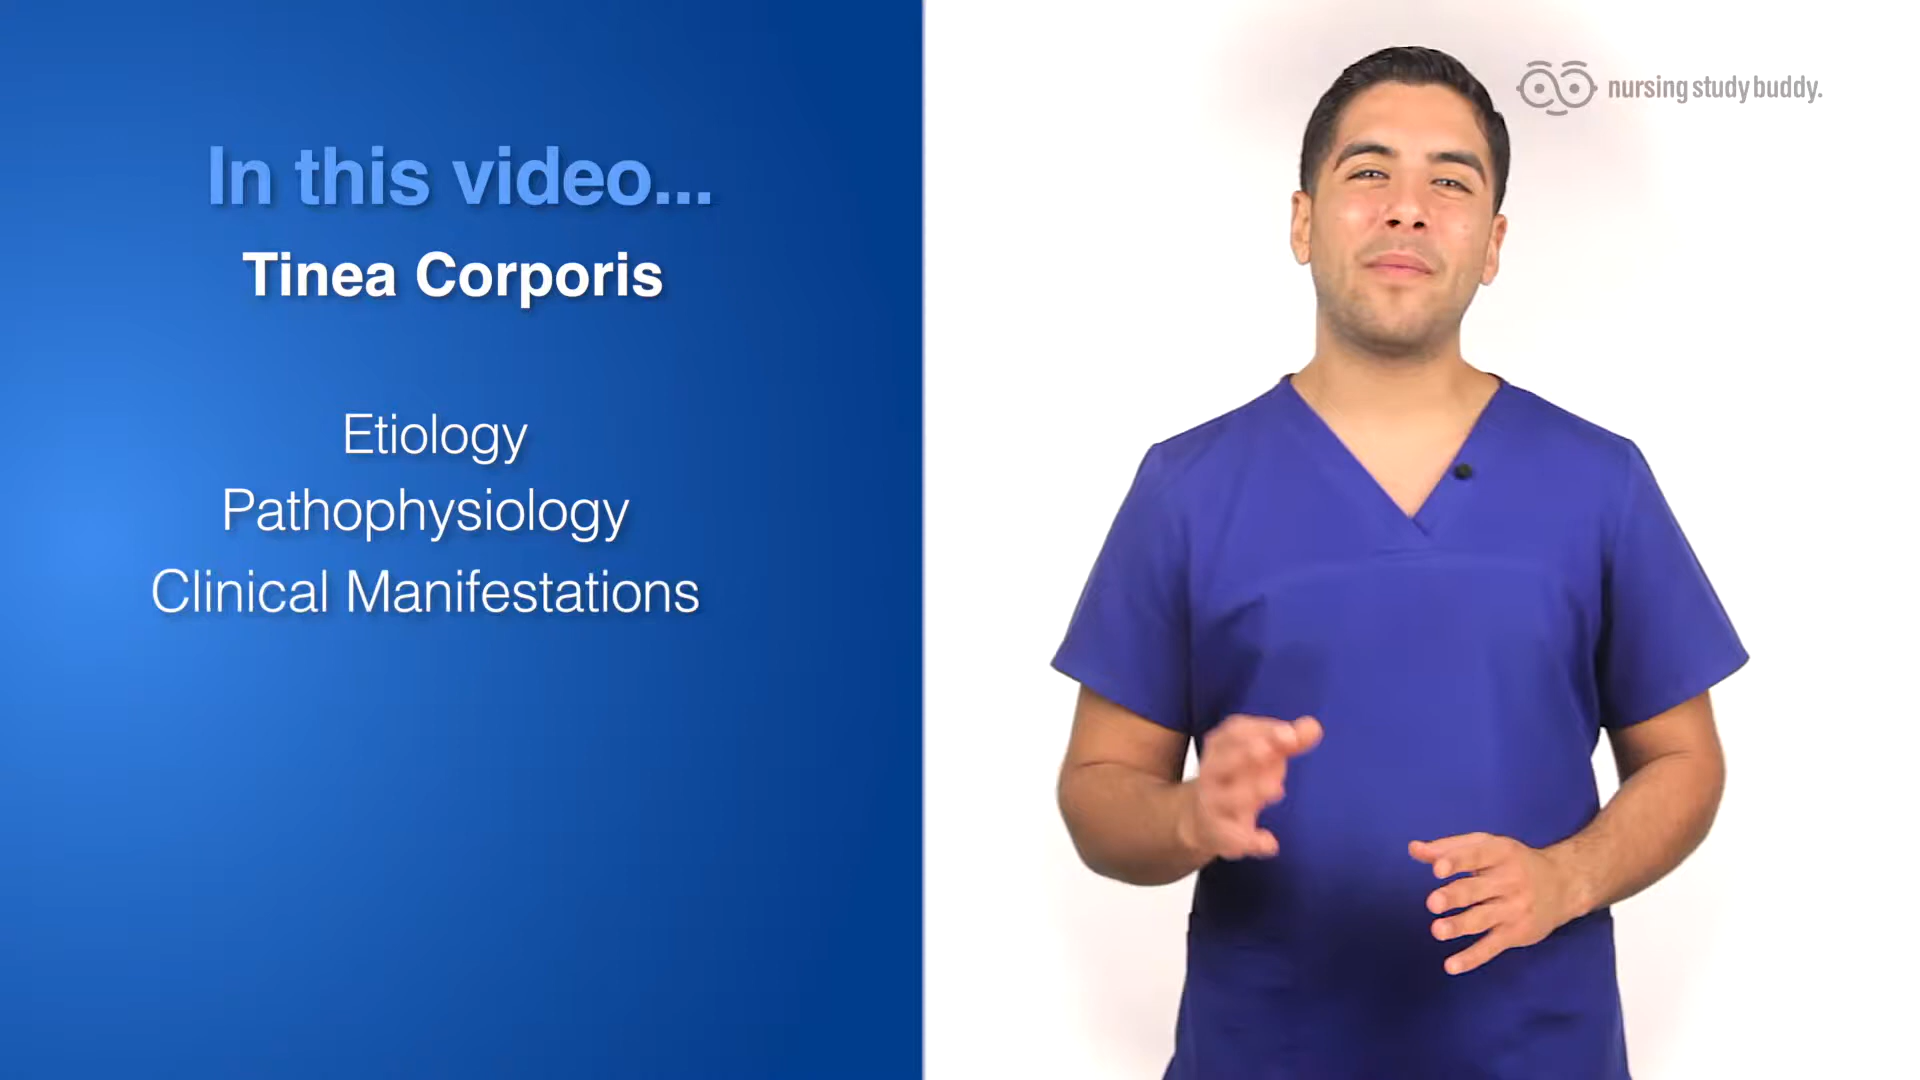 In this video...
Tinea Corporis
Etiology
Pathophysiology
Clinical Manifestations
nursing study buddy.